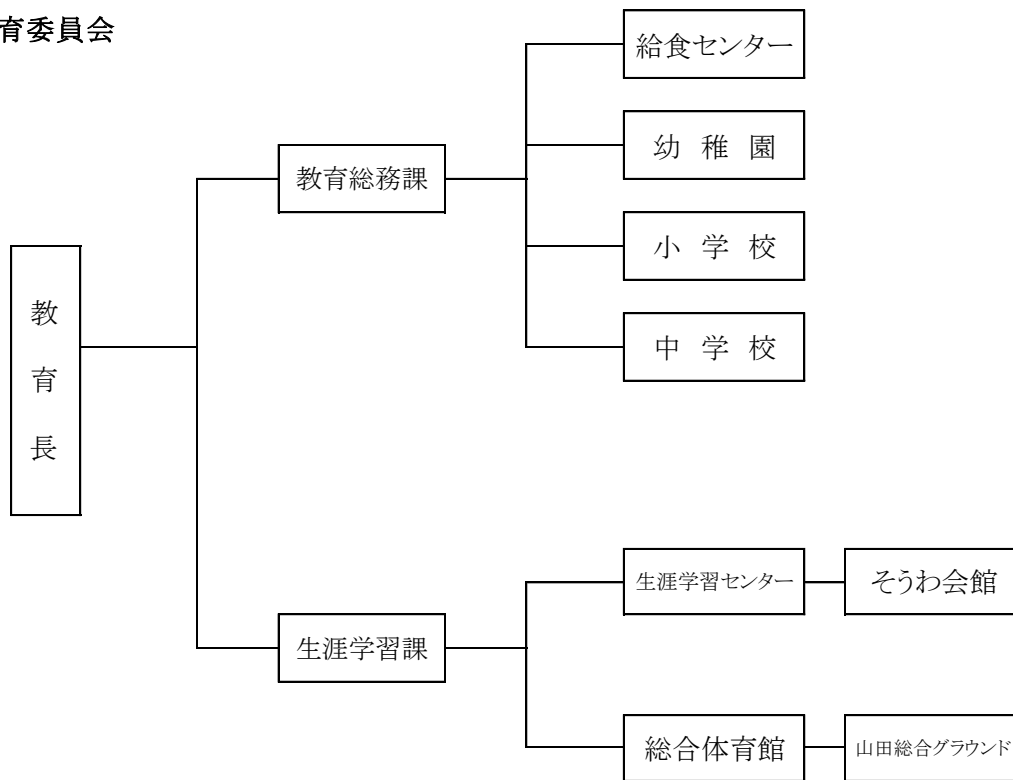 育委員会
給食センター
幼稚園
教育総務課
小学校
中学校
教育長
生涯学習センター
そうわ会館
生涯学習課
総合体育館
山田総合グラウンド